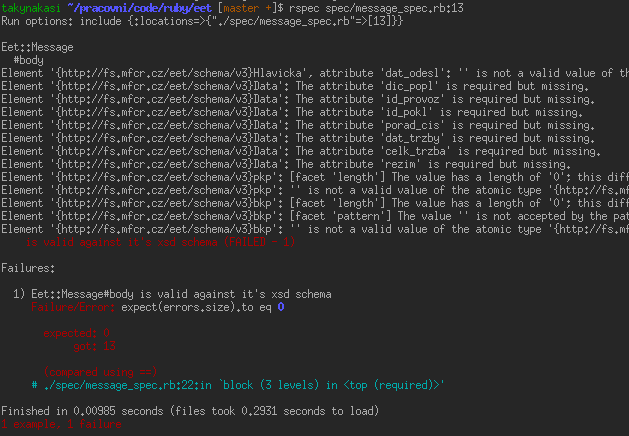 takynakasi ~/pracovni/code/ruby/eet [master +]$ rspec spec/message_spec.rb:13
Run options: include {:locations=>{"./spec/message_spec.rb"=>[13]}}
Eet::Message
#body
Element '{http://fs.mfcr.cz/eet/schema/v3}Hlavicka', attribute 'dat_odesl': '' is not a valid value of th
Element '{http://fs.mfcr.cz/eet/schema/v3}Data': The attribute 'dic_popl' is required but missing.
Element '{http://fs.mfcr.cz/eet/schema/v3}Data': The attribute 'id_provoz' is required but missing.
Element '{http://fs.mfcr.cz/eet/schema/v3}Data': The attribute 'id_pokl' is required but missing.
Element '{http://fs.mfcr.cz/eet/schema/v3}Data': The attribute 'porad_cis' is required but missing.
Element '{http://fs.mfcr.cz/eet/schema/v3}Data': The attribute 'dat_trzby' is required but missing.
Element '{http://fs.mfcr.cz/eet/schema/v3}Data': The attribute 'celk_trzba' is required but missing.
Element '{http://fs.mfcr.cz/eet/schema/v3}Data': The attribute 'rezim' is required but missing.
Element '{http://fs.mfcr.cz/eet/schema/v3}pkp': [facet 'length'] The value has a length of '0'; this diff
Element '{http://fs.mfcr.cz/eet/schema/v3}pkp': '' is not a valid value of the atomic type '{http://fs.mf
Element '{http://fs.mfcr.cz/eet/schema/v3}bkp': [facet 'length'] The value has a length of '0'; this diff
Element '{http://fs.mfcr.cz/eet/schema/v3}bkp': [facet 'pattern'] The value '' is not accepted by the pat
Element '{http://fs.mfcr.cz/eet/schema/v3}bkp': '' is not a valid value of the atomic type '{http://fs.mf
is valid against it's xsd schema (FAILED - 1)
Failures:
1) Eet::Message#body is valid against it's xsd schema
Failure/Error: expect(errors.size).to eq 0
expected: 0
got: 13
(compared using ==)
# ./spec/message_spec.rb:22:in `block (3 levels) in <top (required)>'
Finished in 0.00985 seconds (files took 0.2931 seconds to load)
1 example, 1 failure